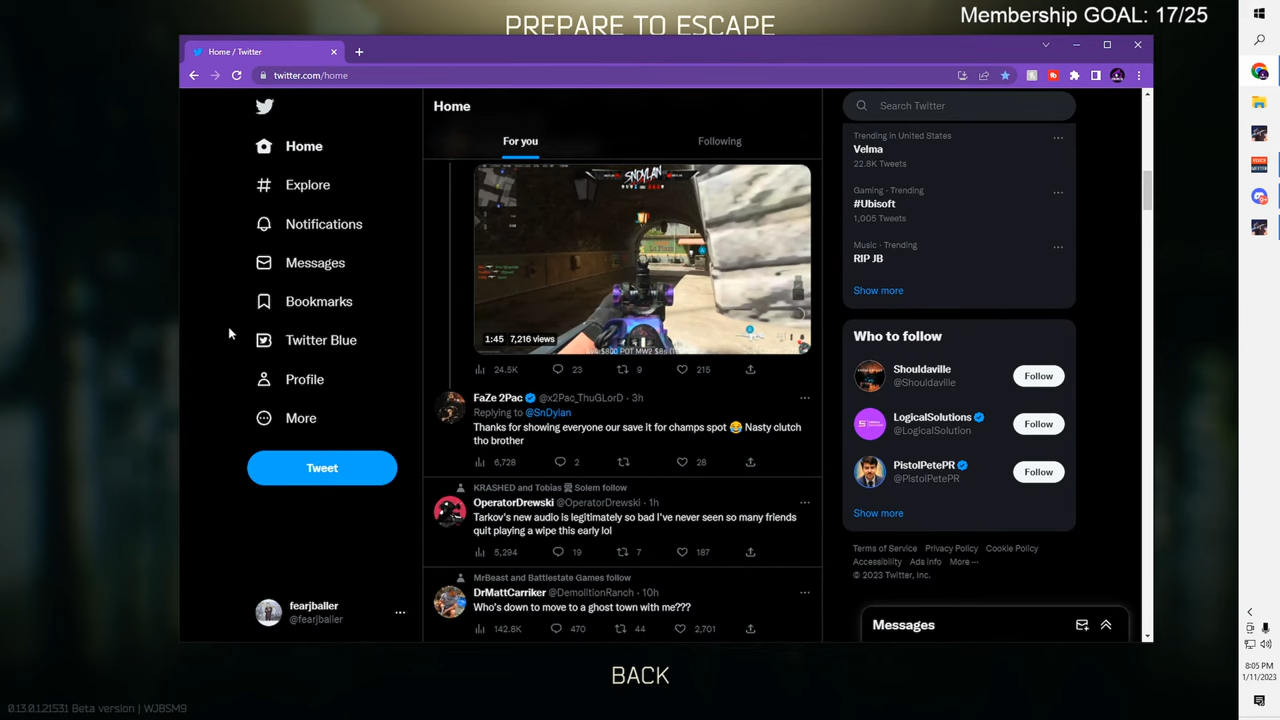 PREPARE TO ESCAPE
Membership GOAL: 17/25
Home / Twitter
twitter.com/home
Home
Explore
Notifications
Messages
Bookmarks
Twitter Blue
Profile
More
Tweet
fearjballer
@fearjballer
Home
For you
Following
SNDYLAN
1:45 7,216 views
24.5K 23 9 215
FaZe 2Pac @x2Pac_ThuGLorD · 3h
Replying to @SnDylan
Thanks for showing everyone our save it for champs spot 😂 Nasty clutch
tho brother
6,728 2 28
KRASHED and Tobias 愛 Solem follow
OperatorDrewski @OperatorDrewski · 1h
Tarkov's new audio is legitimately so bad I've never seen so many friends
quit playing a wipe this early lol
5,294 19 7 187
MrBeast and Battlestate Games follow
DrMattCarriker @DemolitionRanch · 10h
Who's down to move to a ghost town with me???
142.8K 470 44 2,701
Search Twitter
Trending in United States
Velma
22.8K Tweets
Gaming · Trending
#Ubisoft
1,005 Tweets
Music · Trending
RIP JB
Show more
Who to follow
Shouldaville
@Shouldaville
Follow
LogicalSolutions
@LogicalSolution
Follow
PistolPetePR
@PistolPetePR
Follow
Show more
Terms of Service Privacy Policy Cookie Policy
Accessibility Ads info More ···
© 2023 Twitter, Inc.
Messages
BACK
0.13.0.1.21531 Beta version | WJBSM9
8:05 PM
1/11/2023